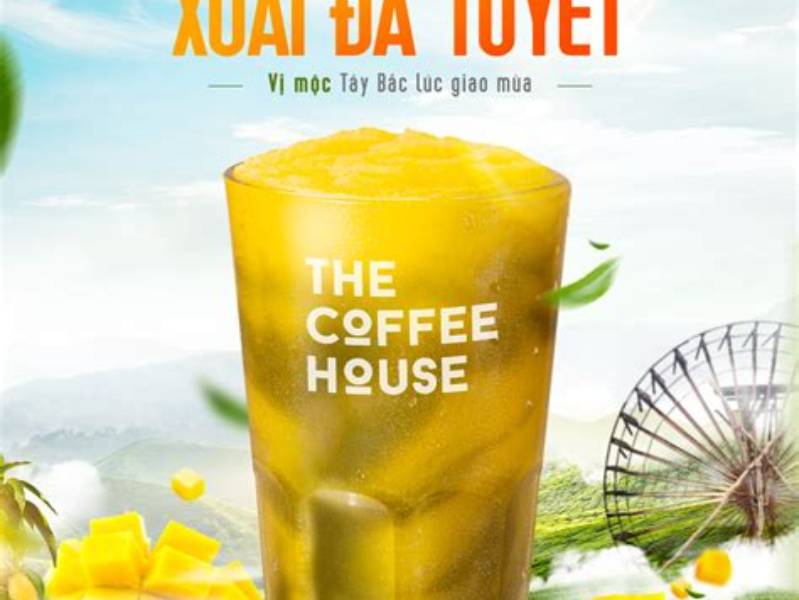 XOÀI ĐÁ TUYẾT
Vị mộc Tây Bắc lúc giao mùa
THE
COFFEE
HOUSE